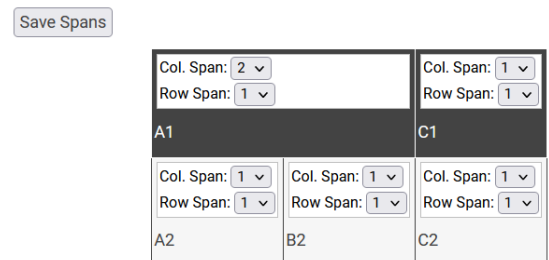 Save Spans
Col. Span: 2 Col. Span: 1
Row Span: 1 Row Span: 1
A1 C1
Col. Span: 1 Col. Span: 1 Col. Span: 1
Row Span: 1 Row Span: 1 Row Span: 1
A2 B2 C2